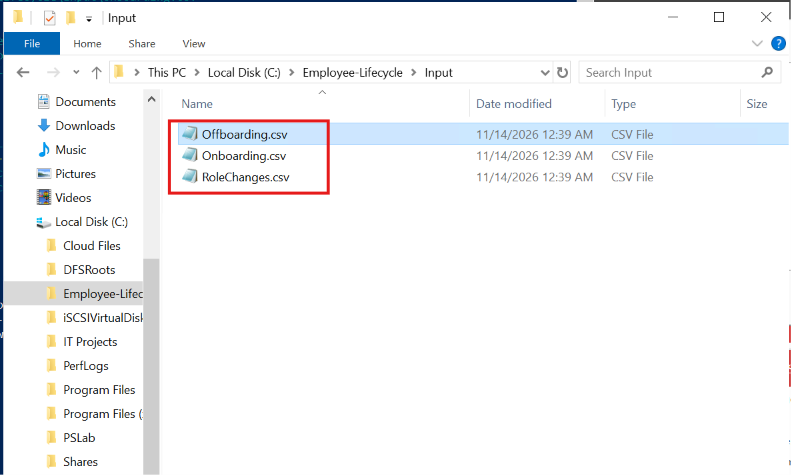 Input
File Home Share View
This PC Local Disk (C:) Employee-Lifecycle Input Search Input
Name Date modified Type Size
Documents
Downloads
Music
Pictures
Videos
Local Disk (C:)
Cloud Files
DFSRoots
Employee-Lifec
iSCSIVirtualDisk
IT Projects
PerfLogs
Program Files
Program Files (
PSLab
Shares
Offboarding.csv 11/14/2026 12:39 AM CSV File
Onboarding.csv 11/14/2026 12:39 AM CSV File
RoleChanges.csv 11/14/2026 12:39 AM CSV File